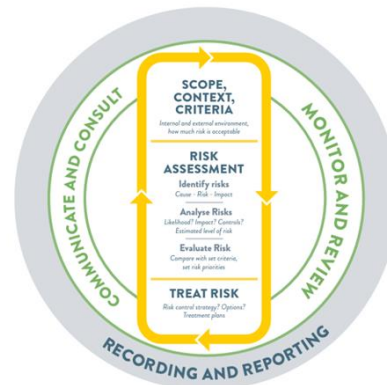 SCOPE,
CONTEXT,
CRITERIA
Internal and external environment,
how much risk is acceptable
RISK
ASSESSMENT
Identify risks
Cause - Risk - Impact
Analyse Risks
Likelihood? Impact? Controls?
Estimated level of risk
Evaluate Risk
Compare with set criteria,
set risk priorities
TREAT RISK
Risk control strategy? Options?
Treatment plans
COMMUNICATE AND CONSULT
MONITOR AND REVIEW
RECORDING AND REPORTING